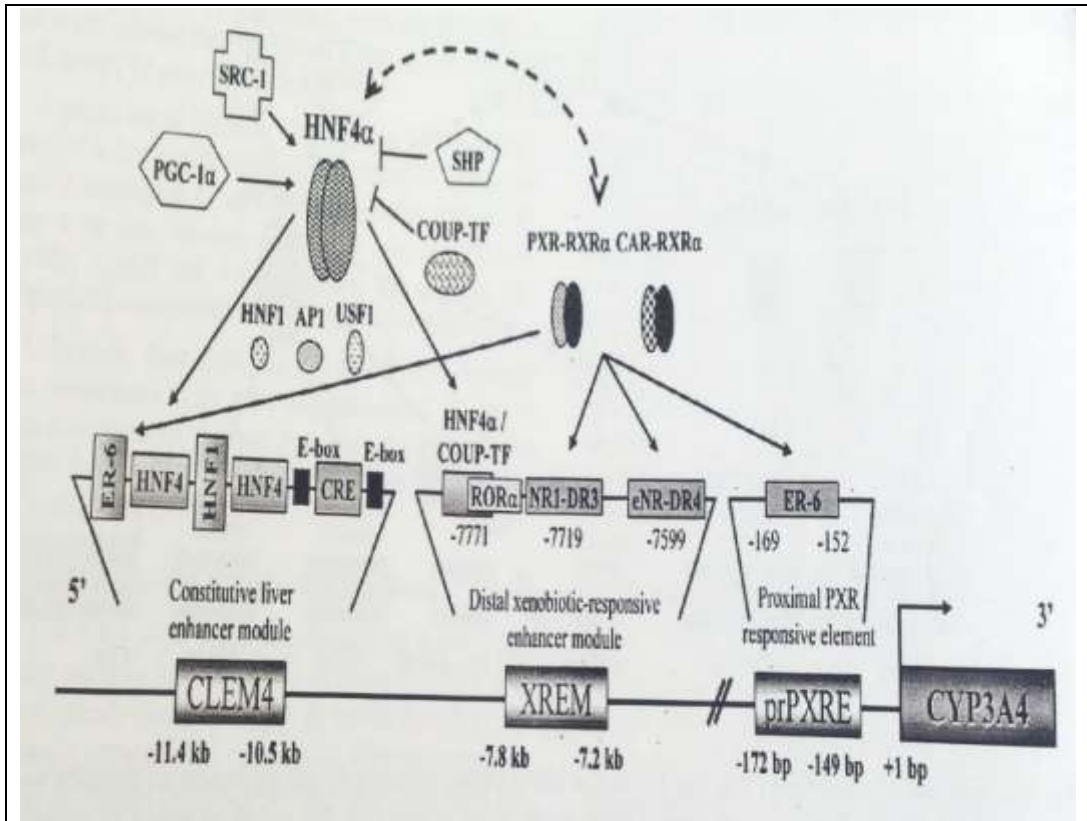 SRC-1
HNF4α
PGC-1α
SHP
COUP-TF
PXR-RXRα CAR-RXRα
HNF1 AP1 USF1
HNF4α /
COUP-TF
E-box E-box
ER-6 HNF4 HNF1 HNF4 CRE
RORα NR1-DR3 eNR-DR4 ER-6
-7771 -7719 -7599 -169 -152
5' 3'
Constitutive liver
enhancer module
Distal xenobiotic-responsive
enhancer module
Proximal PXR
responsive element
CLEM4 XREM prPXRE CYP3A4
-11.4 kb -10.5 kb -7.8 kb -7.2 kb -172 bp -149 bp +1 bp